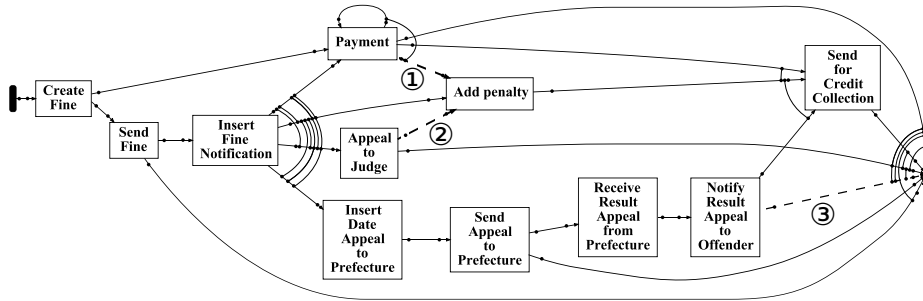 Payment
①
Add penalty
Send
for
Credit
Collection
Create
Fine
Send
Fine
Insert
Fine
Notification
②
Appeal
to
Judge
Insert
Date
Appeal
to
Prefecture
Send
Appeal
to
Prefecture
Receive
Result
Appeal
from
Prefecture
Notify
Result
Appeal to
Offender
③